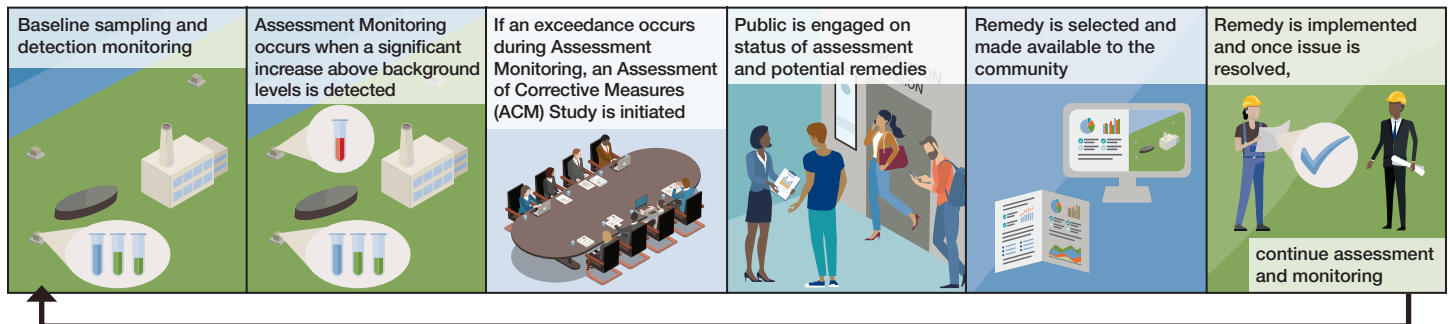 Baseline sampling and
detection monitoring
Assessment Monitoring
occurs when a significant
increase above background
levels is detected
If an exceedance occurs
during Assessment
Monitoring, an Assessment
of Corrective Measures
(ACM) Study is initiated
Public is engaged on
status of assessment
and potential remedies
Remedy is selected and
made available to the
community
Remedy is implemented
and once issue is
resolved,
continue assessment
and monitoring